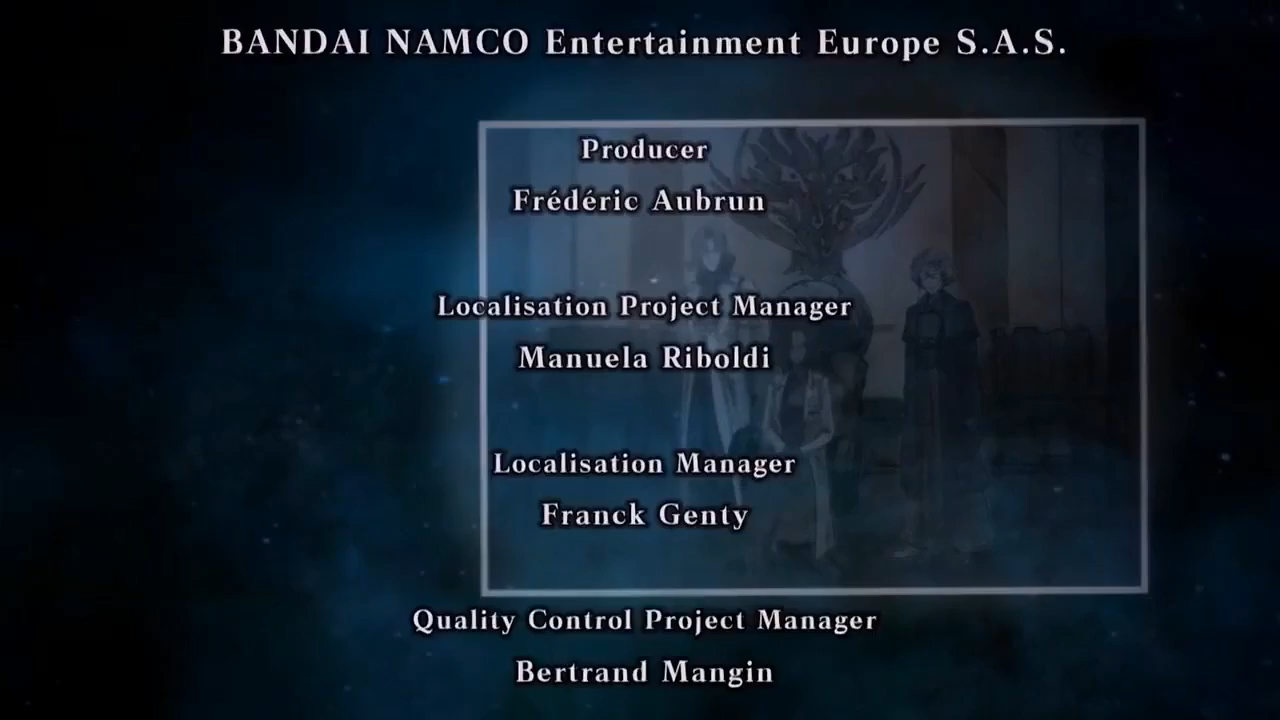 BANDAI NAMCO Entertainment Europe S.A.S.
Producer
Frédéric Aubrun
Localisation Project Manager
Manuela Riboldi
Localisation Manager
Franck Genty
Quality Control Project Manager
Bertrand Mangin